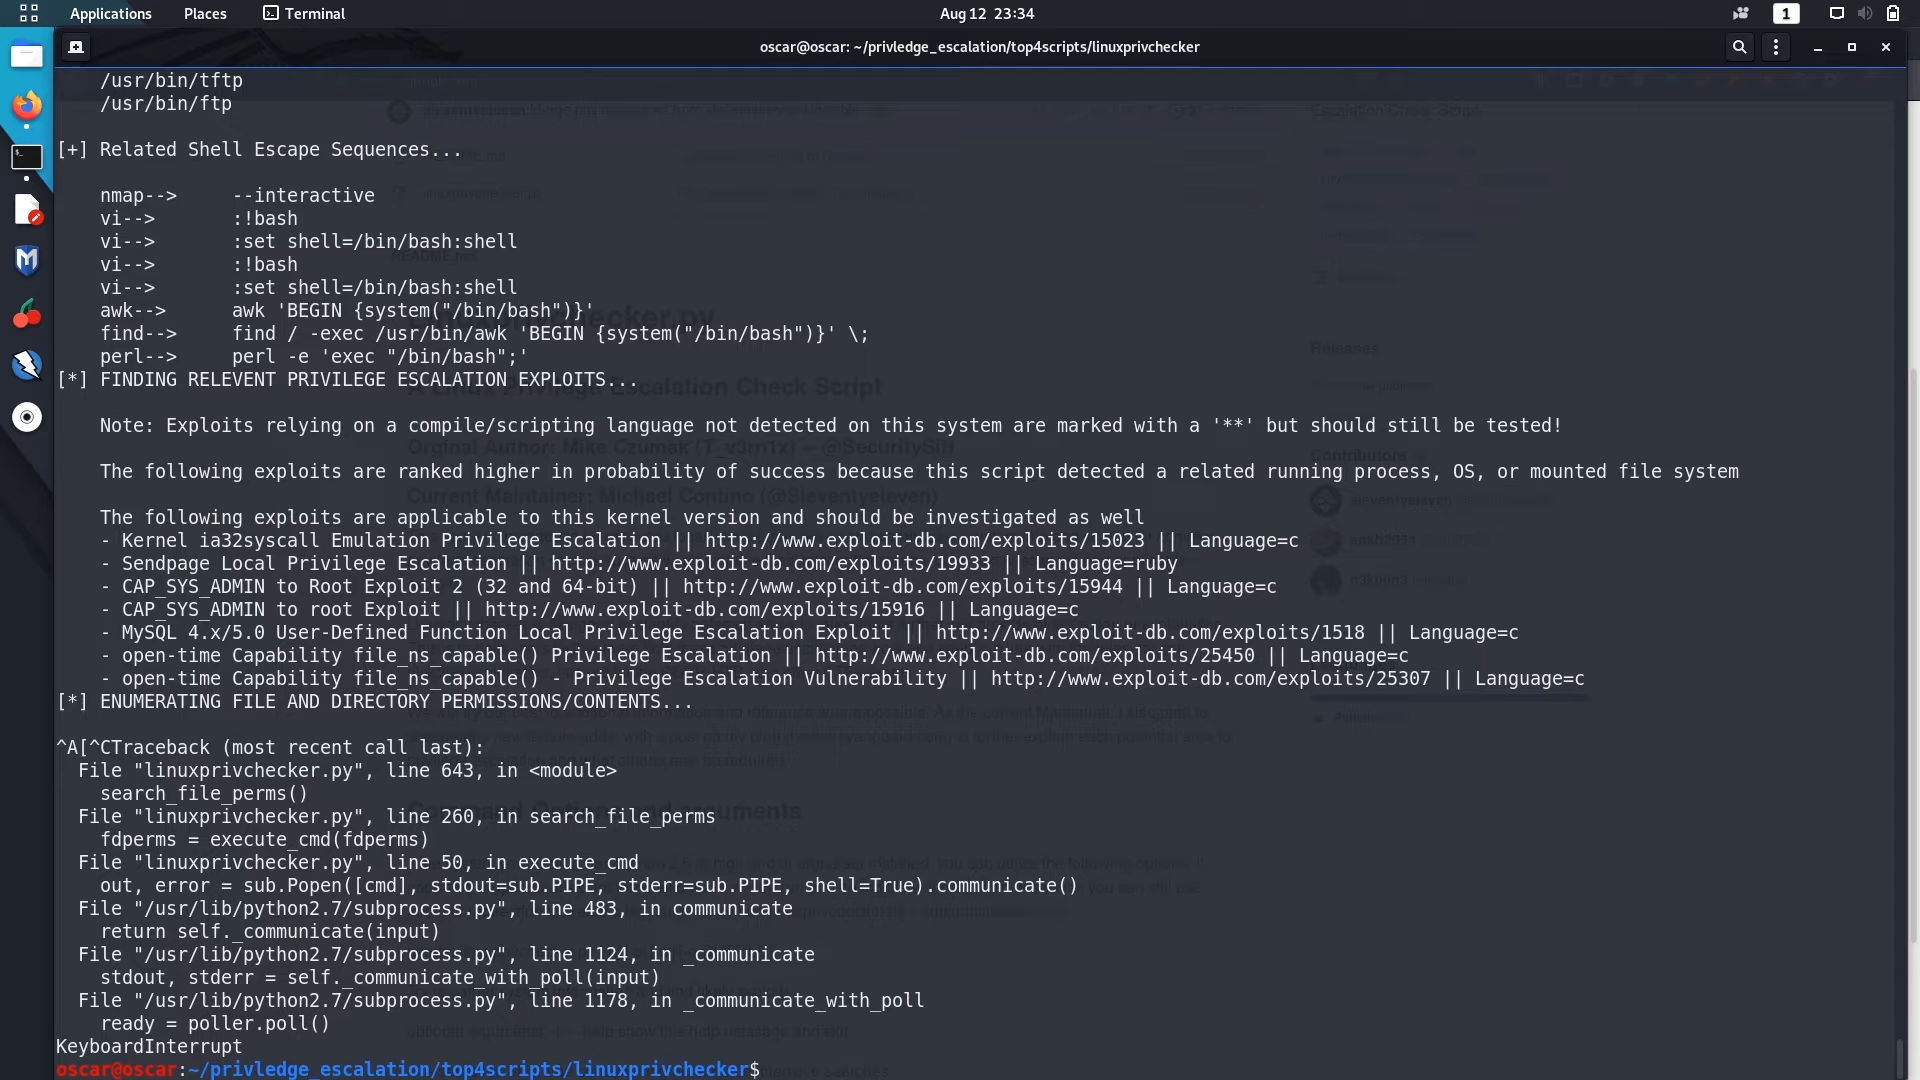 Applications Places Terminal Aug 12 23:34 1
oscar@oscar: ~/privledge_escalation/top4scripts/linuxprivchecker
/usr/bin/tftp
/usr/bin/ftp
[+] Related Shell Escape Sequences...
nmap--> --interactive
vi--> :!bash
vi--> :set shell=/bin/bash:shell
vi--> :!bash
vi--> :set shell=/bin/bash:shell
awk--> awk 'BEGIN {system("/bin/bash")}'
find--> find / -exec /usr/bin/awk 'BEGIN {system("/bin/bash")}' \;
perl--> perl -e 'exec "/bin/bash";'
[*] FINDING RELEVENT PRIVILEGE ESCALATION EXPLOITS...
Note: Exploits relying on a compile/scripting language not detected on this system are marked with a '**' but should still be tested!
The following exploits are ranked higher in probability of success because this script detected a related running process, OS, or mounted file system
The following exploits are applicable to this kernel version and should be investigated as well
- Kernel ia32syscall Emulation Privilege Escalation || http://www.exploit-db.com/exploits/15023 || Language=c
- Sendpage Local Privilege Escalation || http://www.exploit-db.com/exploits/19933 || Language=ruby
- CAP_SYS_ADMIN to Root Exploit 2 (32 and 64-bit) || http://www.exploit-db.com/exploits/15944 || Language=c
- CAP_SYS_ADMIN to root Exploit || http://www.exploit-db.com/exploits/15916 || Language=c
- MySQL 4.x/5.0 User-Defined Function Local Privilege Escalation Exploit || http://www.exploit-db.com/exploits/1518 || Language=c
- open-time Capability file_ns_capable() Privilege Escalation || http://www.exploit-db.com/exploits/25450 || Language=c
- open-time Capability file_ns_capable() - Privilege Escalation Vulnerability || http://www.exploit-db.com/exploits/25307 || Language=c
[*] ENUMERATING FILE AND DIRECTORY PERMISSIONS/CONTENTS...
^A[^CTraceback (most recent call last):
File "linuxprivchecker.py", line 643, in <module>
search_file_perms()
File "linuxprivchecker.py", line 260, in search_file_perms
fdperms = execute_cmd(fdperms)
File "linuxprivchecker.py", line 50, in execute_cmd
out, error = sub.Popen([cmd], stdout=sub.PIPE, stderr=sub.PIPE, shell=True).communicate()
File "/usr/lib/python2.7/subprocess.py", line 483, in communicate
return self._communicate(input)
File "/usr/lib/python2.7/subprocess.py", line 1124, in _communicate
stdout, stderr = self._communicate_with_poll(input)
File "/usr/lib/python2.7/subprocess.py", line 1178, in _communicate_with_poll
ready = poller.poll()
KeyboardInterrupt
oscar@oscar:~/privledge_escalation/top4scripts/linuxprivchecker$